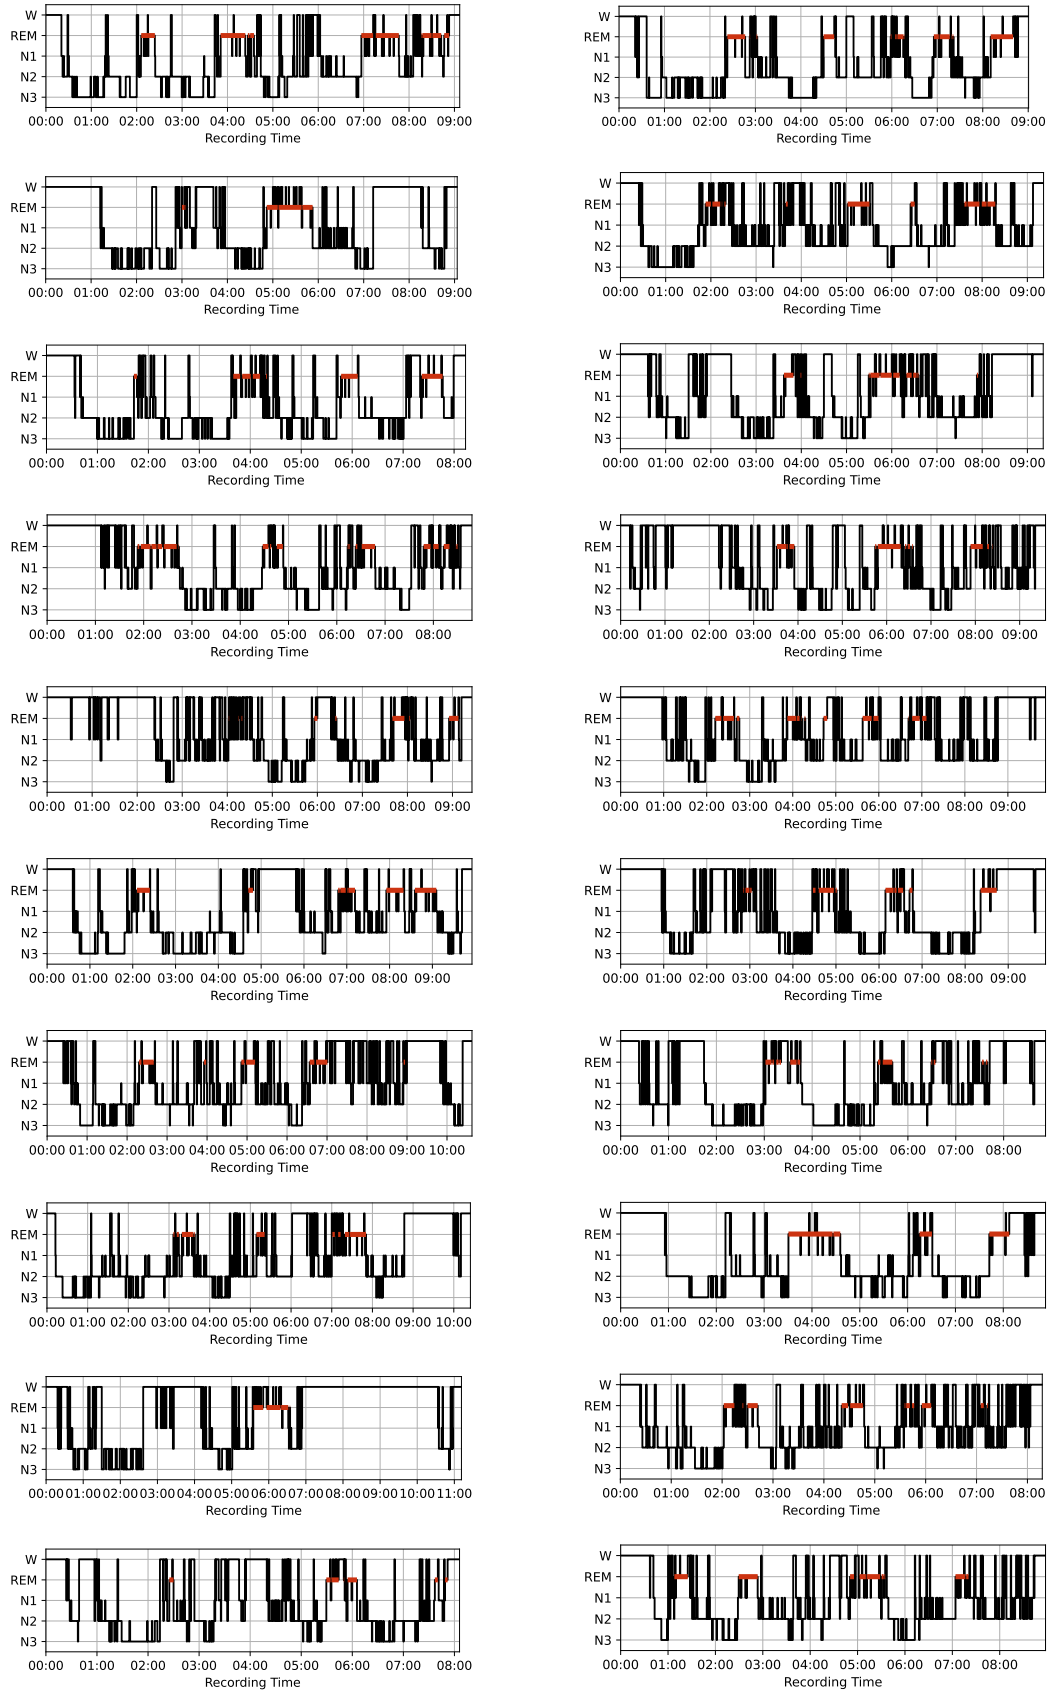 W
REM
N1
N2
N3
00:00 01:00 02:00 03:00 04:00 05:00 06:00 07:00 08:00 09:00
Recording Time
W
REM
N1
N2
N3
00:00 01:00 02:00 03:00 04:00 05:00 06:00 07:00 08:00 09:00
Recording Time
W
REM
N1
N2
N3
00:00 01:00 02:00 03:00 04:00 05:00 06:00 07:00 08:00 09:00
Recording Time
W
REM
N1
N2
N3
00:00 01:00 02:00 03:00 04:00 05:00 06:00 07:00 08:00 09:00
Recording Time
W
REM
N1
N2
N3
00:00 01:00 02:00 03:00 04:00 05:00 06:00 07:00 08:00
Recording Time
W
REM
N1
N2
N3
00:00 01:00 02:00 03:00 04:00 05:00 06:00 07:00 08:00 09:00
Recording Time
W
REM
N1
N2
N3
00:00 01:00 02:00 03:00 04:00 05:00 06:00 07:00 08:00
Recording Time
W
REM
N1
N2
N3
00:00 01:00 02:00 03:00 04:00 05:00 06:00 07:00 08:00 09:00
Recording Time
W
REM
N1
N2
N3
00:00 01:00 02:00 03:00 04:00 05:00 06:00 07:00 08:00 09:00
Recording Time
W
REM
N1
N2
N3
00:00 01:00 02:00 03:00 04:00 05:00 06:00 07:00 08:00 09:00
Recording Time
W
REM
N1
N2
N3
00:00 01:00 02:00 03:00 04:00 05:00 06:00 07:00 08:00 09:00
Recording Time
W
REM
N1
N2
N3
00:00 01:00 02:00 03:00 04:00 05:00 06:00 07:00 08:00 09:00
Recording Time
W
REM
N1
N2
N3
00:00 01:00 02:00 03:00 04:00 05:00 06:00 07:00 08:00 09:00 10:00
Recording Time
W
REM
N1
N2
N3
00:00 01:00 02:00 03:00 04:00 05:00 06:00 07:00 08:00
Recording Time
W
REM
N1
N2
N3
00:00 01:00 02:00 03:00 04:00 05:00 06:00 07:00 08:00 09:00 10:00
Recording Time
W
REM
N1
N2
N3
00:00 01:00 02:00 03:00 04:00 05:00 06:00 07:00 08:00
Recording Time
W
REM
N1
N2
N3
00:00 01:00 02:00 03:00 04:00 05:00 06:00 07:00 08:00 09:00 10:00 11:00
Recording Time
W
REM
N1
N2
N3
00:00 01:00 02:00 03:00 04:00 05:00 06:00 07:00 08:00
Recording Time
W
REM
N1
N2
N3
00:00 01:00 02:00 03:00 04:00 05:00 06:00 07:00 08:00
Recording Time
W
REM
N1
N2
N3
00:00 01:00 02:00 03:00 04:00 05:00 06:00 07:00 08:00
Recording Time